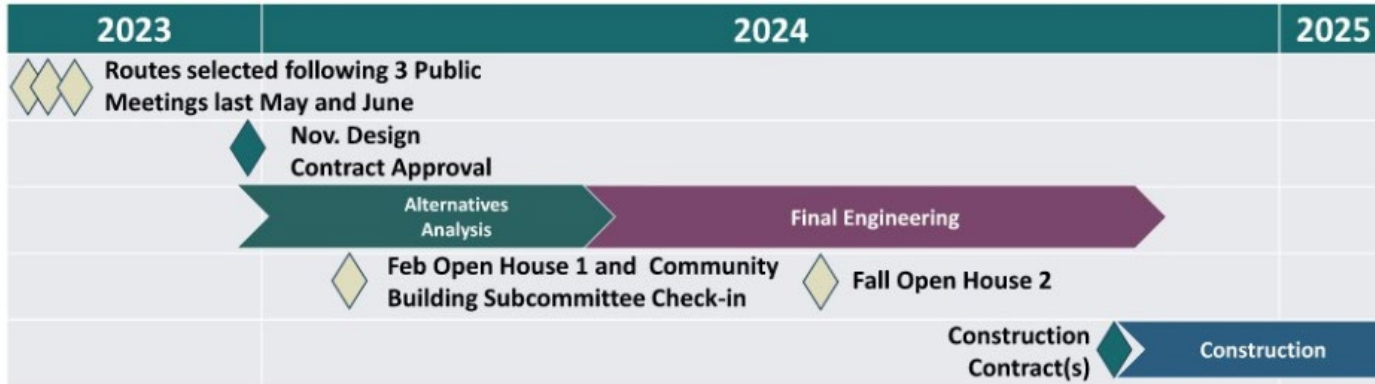 2023
2024
2025
Routes selected following 3 Public
Meetings last May and June
Nov. Design
Contract Approval
Alternatives
Analysis
Final Engineering
Feb Open House 1 and  Community
Building Subcommittee Check-in
Fall Open House 2
Construction
Contract(s)
Construction